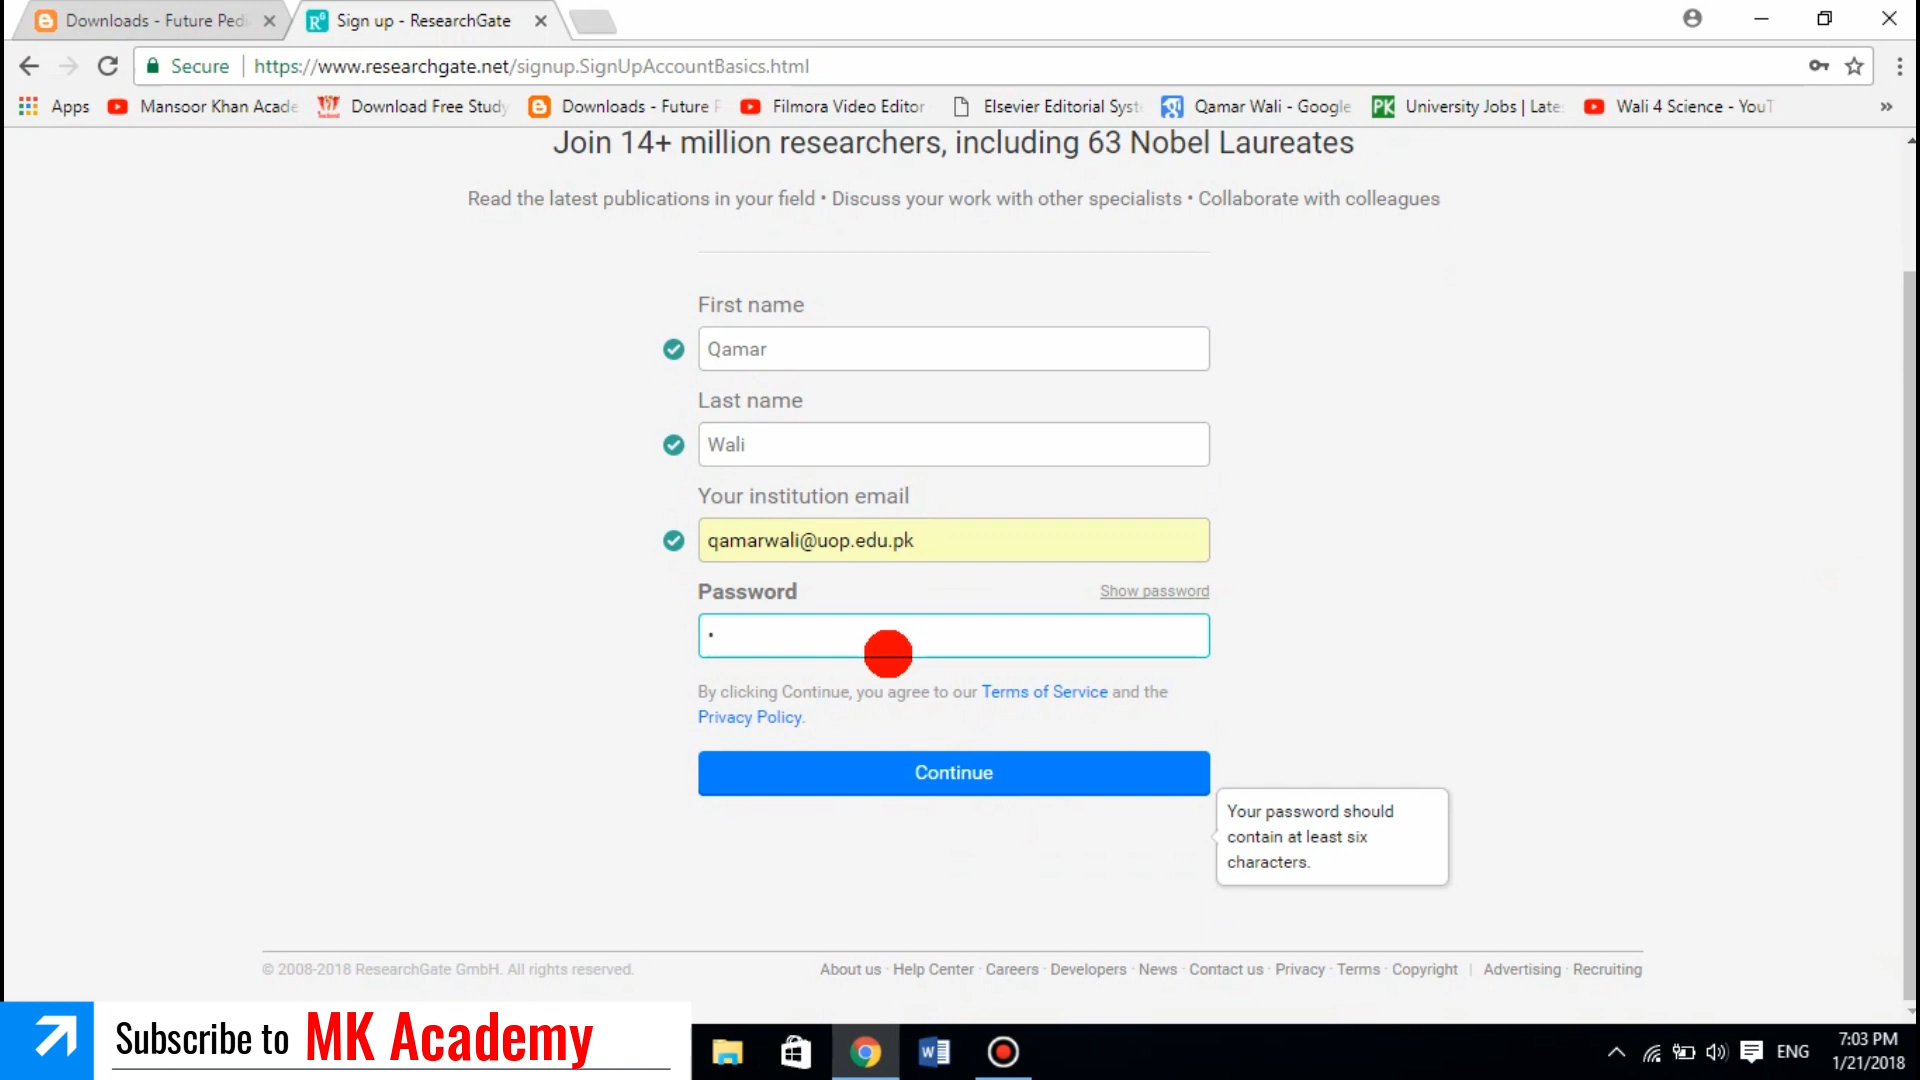 Downloads - Future Ped
Sign up - ResearchGate
Secure https://www.researchgate.net/signup.SignUpAccountBasics.html
Apps Mansoor Khan Acade Download Free Study Downloads - Future F Filmora Video Editor Elsevier Editorial Syst Qamar Wali - Google PK University Jobs | Late Wali 4 Science - YouT »
Join 14+ million researchers, including 63 Nobel Laureates
Read the latest publications in your field • Discuss your work with other specialists • Collaborate with colleagues
First name
Qamar
Last name
Wali
Your institution email
qamarwali@uop.edu.pk
Password Show password
•
By clicking Continue, you agree to our Terms of Service and the
Privacy Policy.
Continue
Your password should
contain at least six
characters.
© 2008-2018 ResearchGate GmbH. All rights reserved.
About us · Help Center · Careers · Developers · News · Contact us · Privacy · Terms · Copyright | Advertising · Recruiting
Subscribe to MK Academy
ENG
7:03 PM
1/21/2018